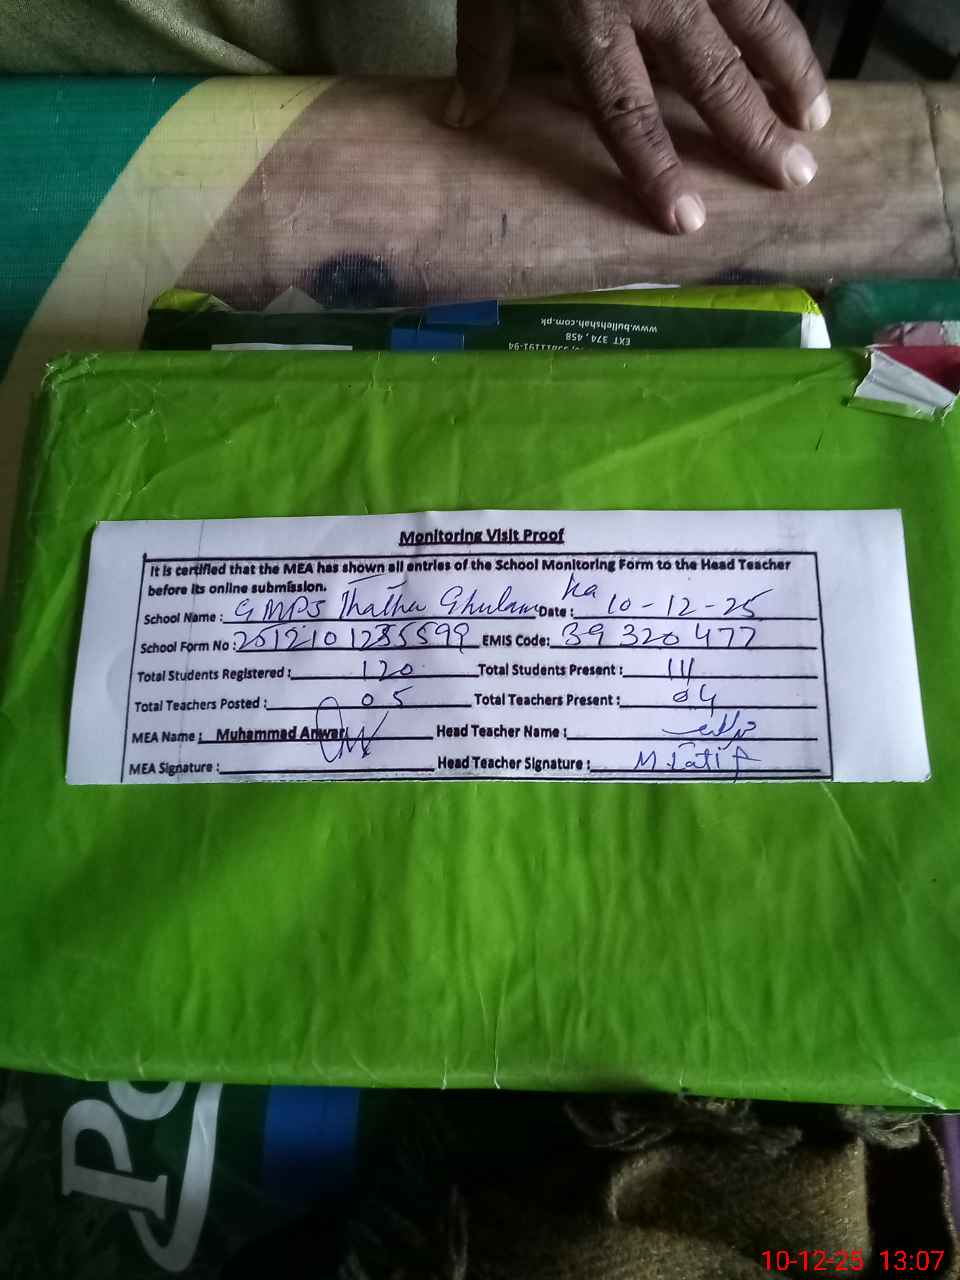 www.bullehshah.com.pk
EXT 374, 458
Monitoring Visit Proof
It is certified that the MEA has shown all entries of the School Monitoring Form to the Head Teacher
before its online submission.
School Name : GMPS Thatha Ghulam ka Date : 10-12-25
School Form No : EMIS Code: 39320477
Total Students Registered : 120 Total Students Present : 111
Total Teachers Posted : 05 Total Teachers Present : 04
MEA Name : Muhammad Anwar Head Teacher Name :
MEA Signature : Head Teacher Signature : M.Latif
PO
10-12-25 13:07